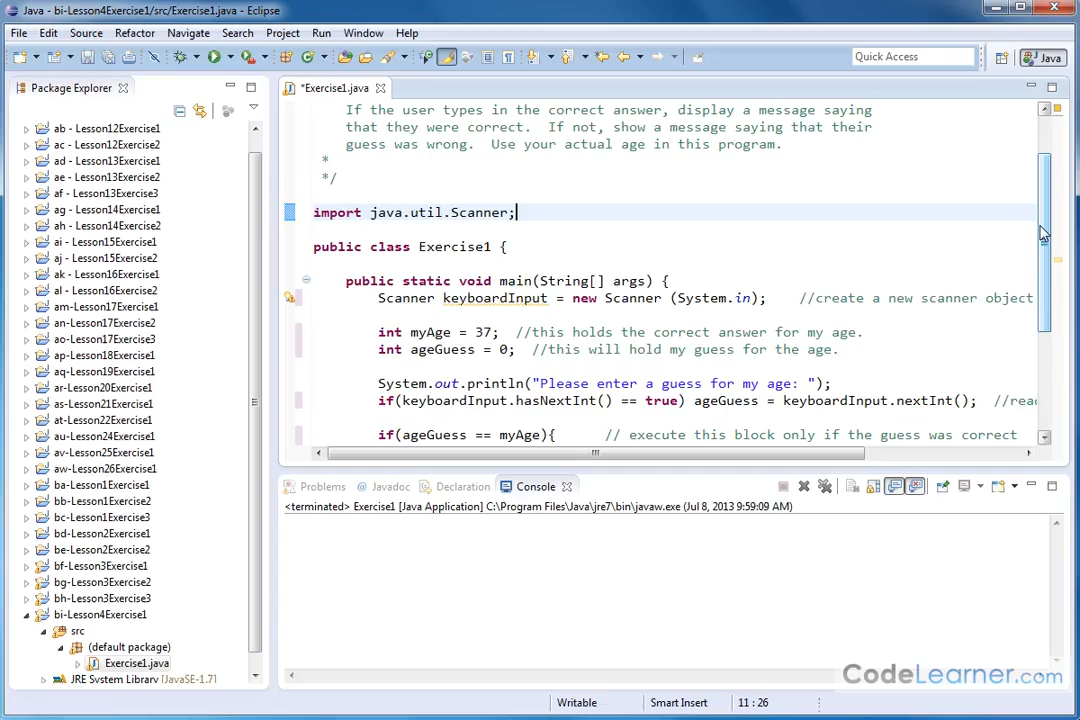 Java - bi-Lesson4Exercise1/src/Exercise1.java - Eclipse
File Edit Source Refactor Navigate Search Project Run Window Help
Quick Access
Java
Package Explorer
*Exercise1.java
ab - Lesson12Exercise1
ac - Lesson12Exercise2
ad - Lesson13Exercise1
ae - Lesson13Exercise2
af - Lesson13Exercise3
ag - Lesson14Exercise1
ah - Lesson14Exercise2
ai - Lesson15Exercise1
aj - Lesson15Exercise2
ak - Lesson16Exercise1
al - Lesson16Exercise2
am-Lesson17Exercise1
an-Lesson17Exercise2
ao-Lesson17Exercise3
ap-Lesson18Exercise1
aq-Lesson19Exercise1
ar-Lesson20Exercise1
as-Lesson21Exercise1
at-Lesson22Exercise1
au-Lesson24Exercise1
av-Lesson25Exercise1
aw-Lesson26Exercise1
ba-Lesson1Exercise1
bb-Lesson1Exercise2
bc-Lesson1Exercise3
bd-Lesson2Exercise1
be-Lesson2Exercise2
bf-Lesson3Exercise1
bg-Lesson3Exercise2
bh-Lesson3Exercise3
bi-Lesson4Exercise1
src
(default package)
Exercise1.java
JRE System Library [JavaSE-1.7]
If the user types in the correct answer, display a message saying
that they were correct.  If not, show a message saying that their
guess was wrong.  Use your actual age in this program.
*
*/
import java.util.Scanner;
public class Exercise1 {
public static void main(String[] args) {
Scanner keyboardInput = new Scanner (System.in);    //create a new scanner object
int myAge = 37;  //this holds the correct answer for my age.
int ageGuess = 0;  //this will hold my guess for the age.
System.out.println("Please enter a guess for my age: ");
if(keyboardInput.hasNextInt() == true) ageGuess = keyboardInput.nextInt();  //read
if(ageGuess == myAge){      // execute this block only if the guess was correct
Problems @ Javadoc Declaration Console
<terminated> Exercise1 [Java Application] C:\Program Files\Java\jre7\bin\javaw.exe (Jul 8, 2013 9:59:09 AM)
CodeLearner.com
Writable Smart Insert 11 : 26